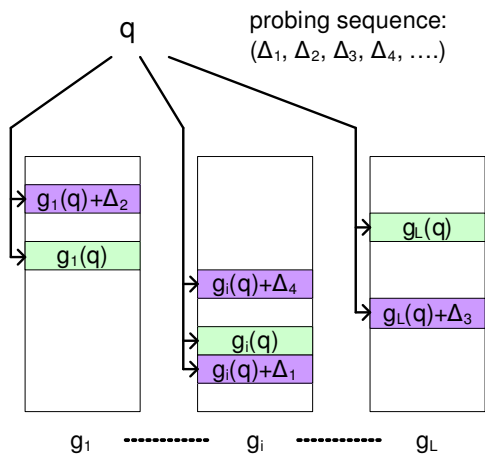 q
probing sequence:
(Δ₁, Δ₂, Δ₃, Δ₄, ....)
g₁(q)+Δ₂
g₁(q)
gᵢ(q)+Δ₄
gᵢ(q)
gᵢ(q)+Δ₁
g_L(q)
g_L(q)+Δ₃
g₁
gᵢ
g_L